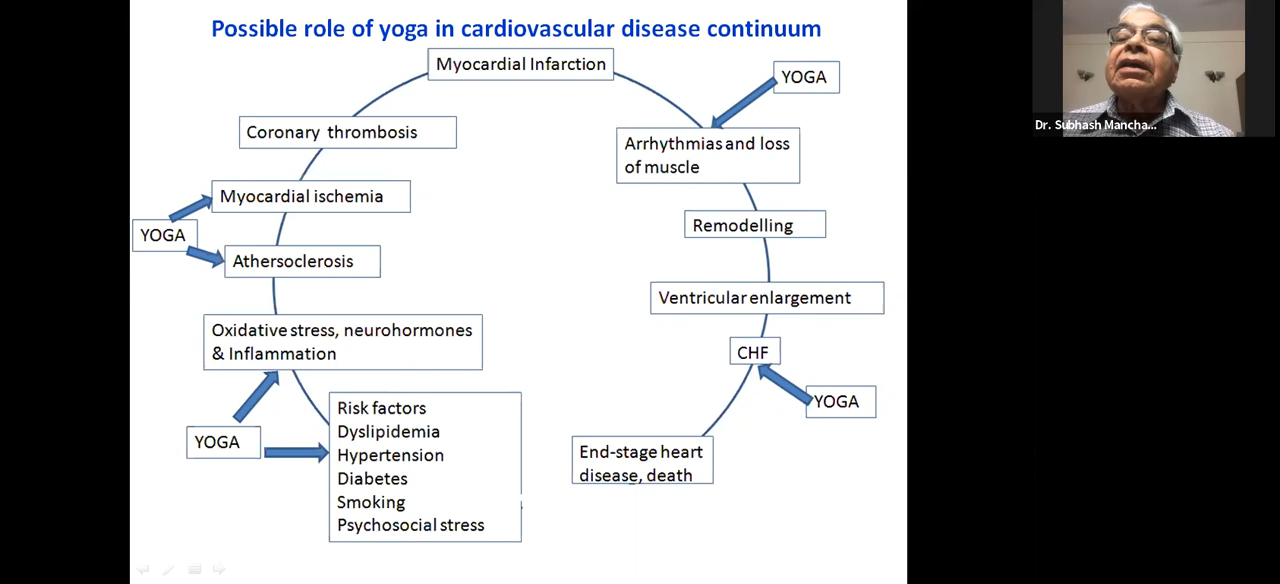 Possible role of yoga in cardiovascular disease continuum
Myocardial Infarction
YOGA
Coronary thrombosis
Arrhythmias and loss
of muscle
Myocardial ischemia
Remodelling
YOGA
Athersoclerosis
Ventricular enlargement
Oxidative stress, neurohormones
& Inflammation
CHF
YOGA
YOGA
Risk factors
Dyslipidemia
Hypertension
Diabetes
Smoking
Psychosocial stress
End-stage heart
disease, death
Dr. Subhash Mancha...